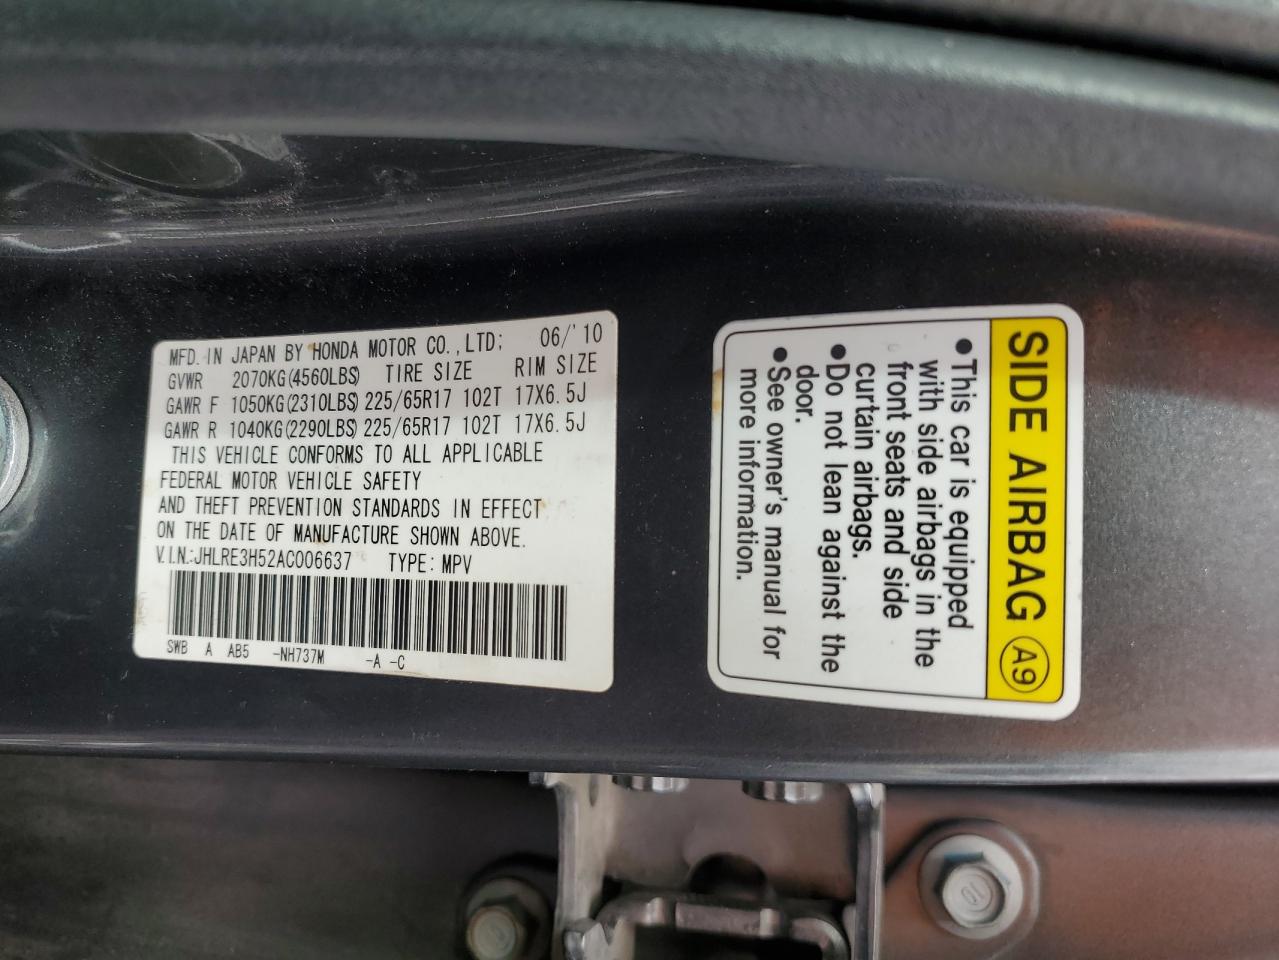 MFD. IN JAPAN BY HONDA MOTOR CO.,LTD: 06/'10
GVWR 2070KG(4560LBS) TIRE SIZE RIM SIZE
GAWR F 1050KG(2310LBS) 225/65R17 102T 17X6.5J
GAWR R 1040KG(2290LBS) 225/65R17 102T 17X6.5J
THIS VEHICLE CONFORMS TO ALL APPLICABLE
FEDERAL MOTOR VEHICLE SAFETY
AND THEFT PREVENTION STANDARDS IN EFFECT
ON THE DATE OF MANUFACTURE SHOWN ABOVE.
V.I.N.:JHLRE3H52AC006637 TYPE: MPV
SWB A AB5 -NH737M -A -C
SIDE AIRBAG A9
●This car is equipped
with side airbags in the
front seats and side
curtain airbags.
●Do not lean against the
door.
●See owner's manual for
more information.